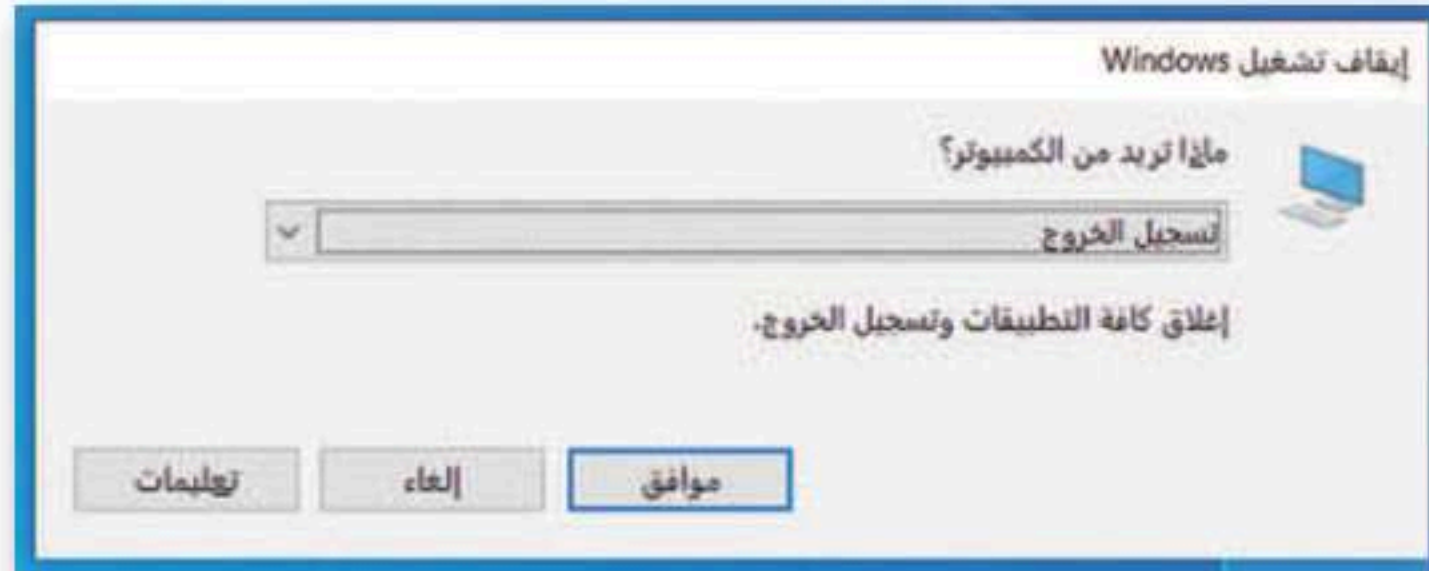 إيقاف تشغيل Windows
ماذا تريد من الكمبيوتر؟
تسجيل الخروج
إغلاق كافة التطبيقات وتسجيل الخروج.
موافق
إلغاء
تعليمات